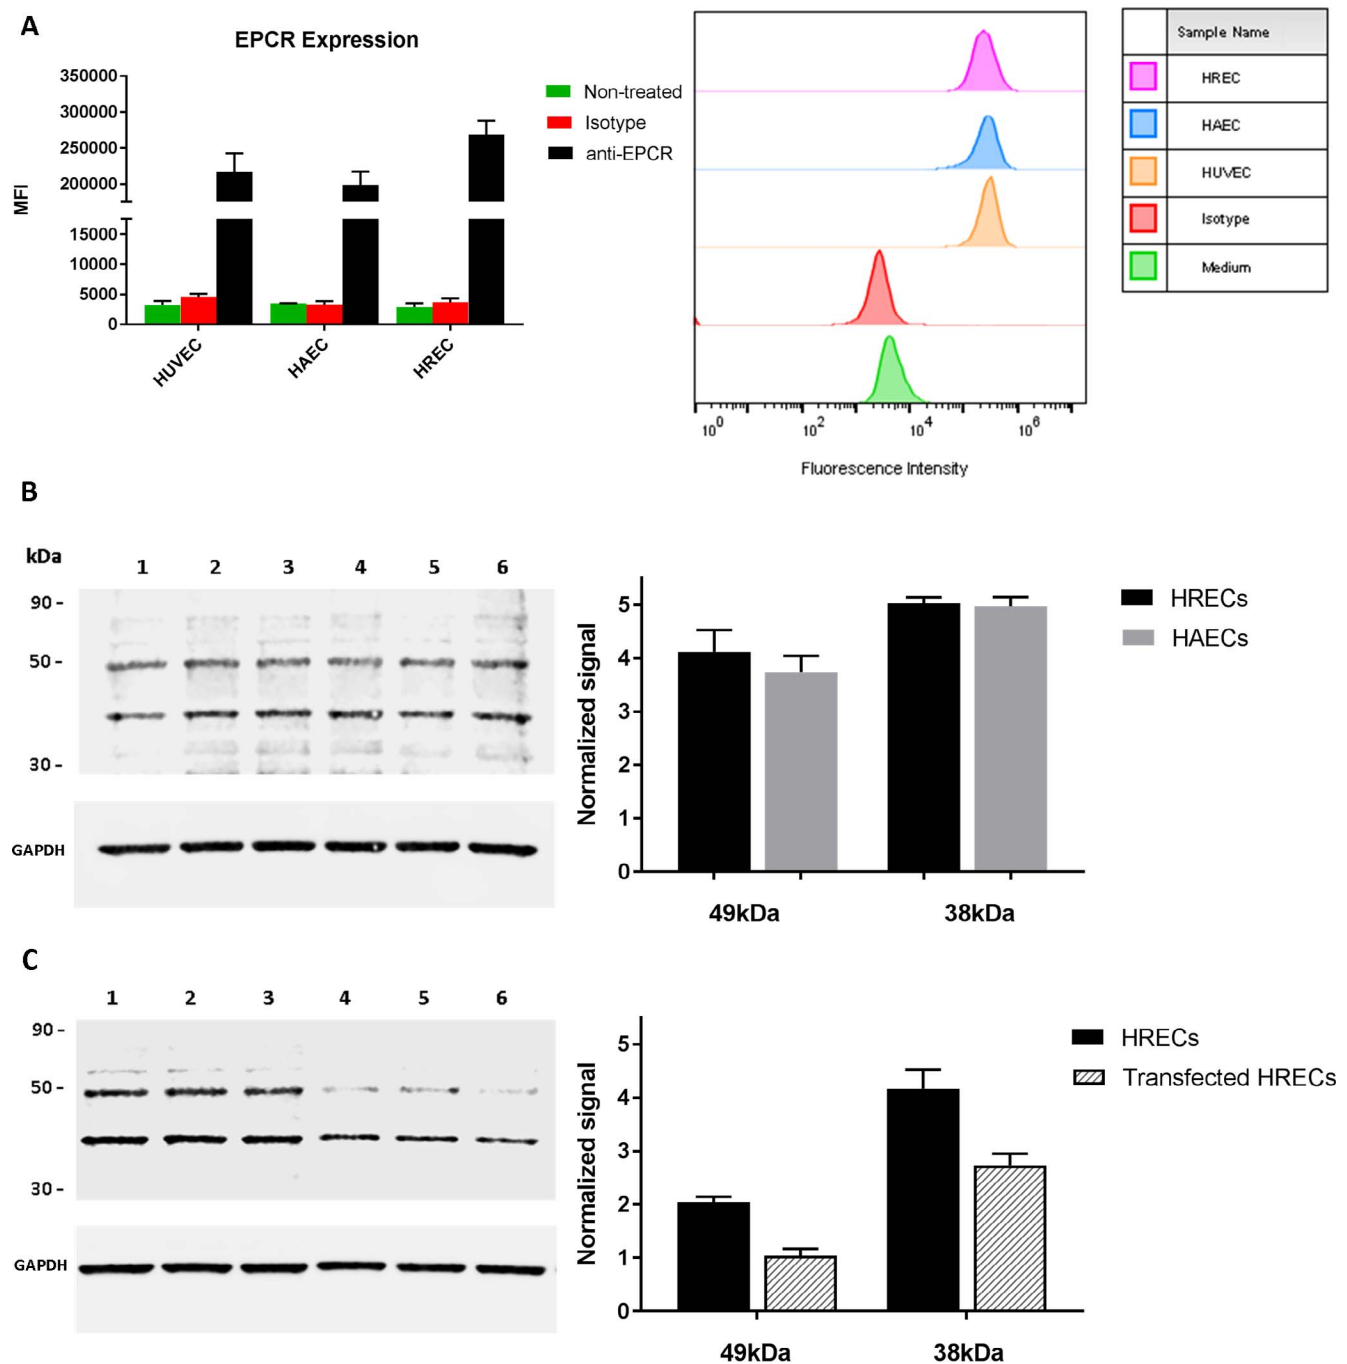 A
EPCR Expression
MFI
350000
300000
250000
200000
15000
10000
5000
0
HUVEC
HAEC
HREC
Non-treated
Isotype
anti-EPCR
10^0 10^2 10^4 10^6
Fluorescence Intensity
Sample Name
HREC
HAEC
HUVEC
Isotype
Medium
B
kDa
1 2 3 4 5 6
90 -
50 -
30 -
GAPDH
Normalized signal
5
4
3
2
1
0
49kDa 38kDa
HRECs
HAECs
C
1 2 3 4 5 6
90 -
50 -
30 -
GAPDH
Normalized signal
5
4
3
2
1
0
49kDa 38kDa
HRECs
Transfected HRECs